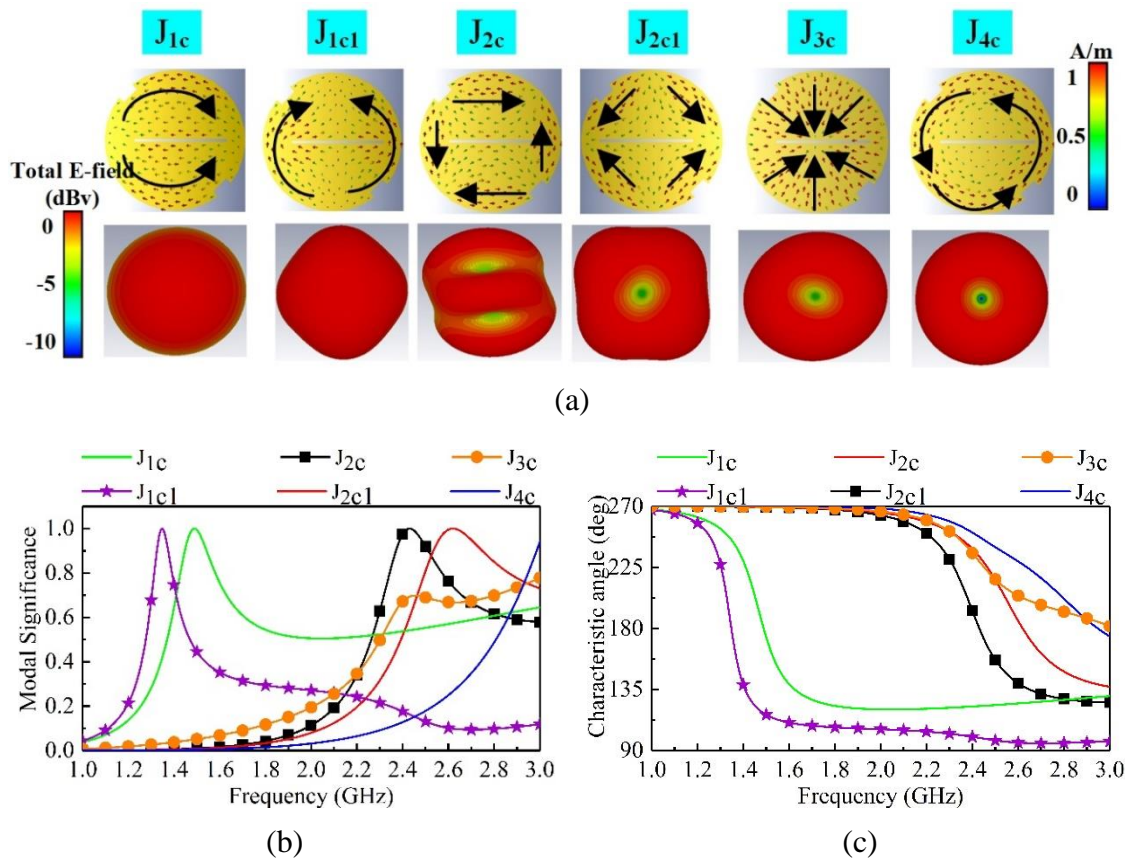 J1c J1c1 J2c J2c1 J3c J4c
A/m
1
0.5
0
Total E-field
(dBv)
0
-5
-10
(a)
J1c J2c J3c
J1c1 J2c1 J4c
Modal Significance
1.0
0.8
0.6
0.4
0.2
0.0
1.0 1.2 1.4 1.6 1.8 2.0 2.2 2.4 2.6 2.8 3.0
Frequency (GHz)
(b)
J1c J2c J3c
J1c1 J2c1 J4c
Characteristic angle (deg)
270
225
180
135
90
1.0 1.2 1.4 1.6 1.8 2.0 2.2 2.4 2.6 2.8 3.0
Frequency (GHz)
(c)